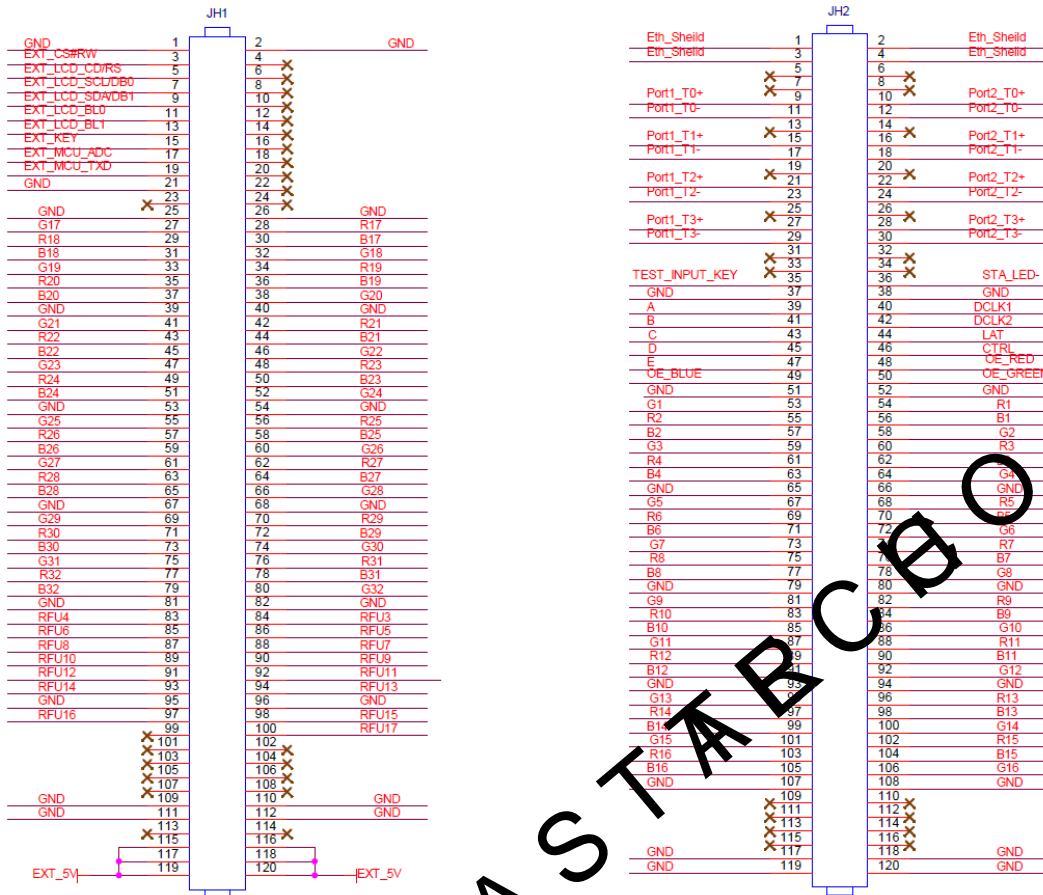 JH1
GND 1 2 GND
EXT_CS#RW 3 4
EXT_LCD_CD/RS 5 6
EXT_LCD_SCL/DB0 7 8
EXT_LCD_SDA/DB1 9 10
EXT_LCD_BL0 11 12
EXT_LCD_BL1 13 14
EXT_KEY 15 16
EXT_MCU_ADC 17 18
EXT_MCU_TXD 19 20
GND 21 22
23 24
GND 25 26 GND
G17 27 28 R17
R18 29 30 B17
B18 31 32 G18
G19 33 34 R19
R20 35 36 B19
B20 37 38 G20
GND 39 40 GND
G21 41 42 R21
R22 43 44 B21
B22 45 46 G22
G23 47 48 R23
R24 49 50 B23
B24 51 52 G24
GND 53 54 GND
G25 55 56 R25
R26 57 58 B25
B26 59 60 G26
G27 61 62 R27
R28 63 64 B27
B28 65 66 G28
GND 67 68 GND
G29 69 70 R29
R30 71 72 B29
B30 73 74 G30
G31 75 76 R31
R32 77 78 B31
B32 79 80 G32
GND 81 82 GND
RFU4 83 84 RFU3
RFU6 85 86 RFU5
RFU8 87 88 RFU7
RFU10 89 90 RFU9
RFU12 91 92 RFU11
RFU14 93 94 RFU13
GND 95 96 GND
RFU16 97 98 RFU15
99 100 RFU17
101 102
103 104
105 106
107 108
GND 109 110 GND
GND 111 112 GND
113 114
115 116
117 118
EXT_5V 119 120 EXT_5V
JH2
Eth_Sheild 1 2 Eth_Sheild
Eth_Sheild 3 4 Eth_Sheild
5 6
7 8
Port1_T0+ 9 10 Port2_T0+
Port1_T0- 11 12 Port2_T0-
13 14
Port1_T1+ 15 16 Port2_T1+
Port1_T1- 17 18 Port2_T1-
19 20
Port1_T2+ 21 22 Port2_T2+
Port1_T2- 23 24 Port2_T2-
25 26
Port1_T3+ 27 28 Port2_T3+
Port1_T3- 29 30 Port2_T3-
31 32
33 34
TEST_INPUT_KEY 35 36 STA_LED-
GND 37 38 GND
A 39 40 DCLK1
B 41 42 DCLK2
C 43 44 LAT
D 45 46 CTRL
E 47 48 OE_RED
OE_BLUE 49 50 OE_GREEN
GND 51 52 GND
G1 53 54 R1
R2 55 56 B1
B2 57 58 G2
G3 59 60 R3
R4 61 62
B4 63 64 G4
GND 65 66 GND
G5 67 68 R5
R6 69 70
B6 71 72 G6
G7 73 R7
R8 75 B7
B8 77 78 G8
GND 79 80 GND
G9 81 82 R9
R10 83 84 B9
B10 85 86 G10
G11 87 88 R11
R12 90 B11
B12 92 G12
GND 93 94 GND
G13 96 R13
R14 97 98 B13
B14 99 100 G14
G15 101 102 R15
R16 103 104 B15
B16 105 106 G16
GND 107 108 GND
109 110
111 112
113 114
115 116
GND 117 118 GND
GND 119 120 GND